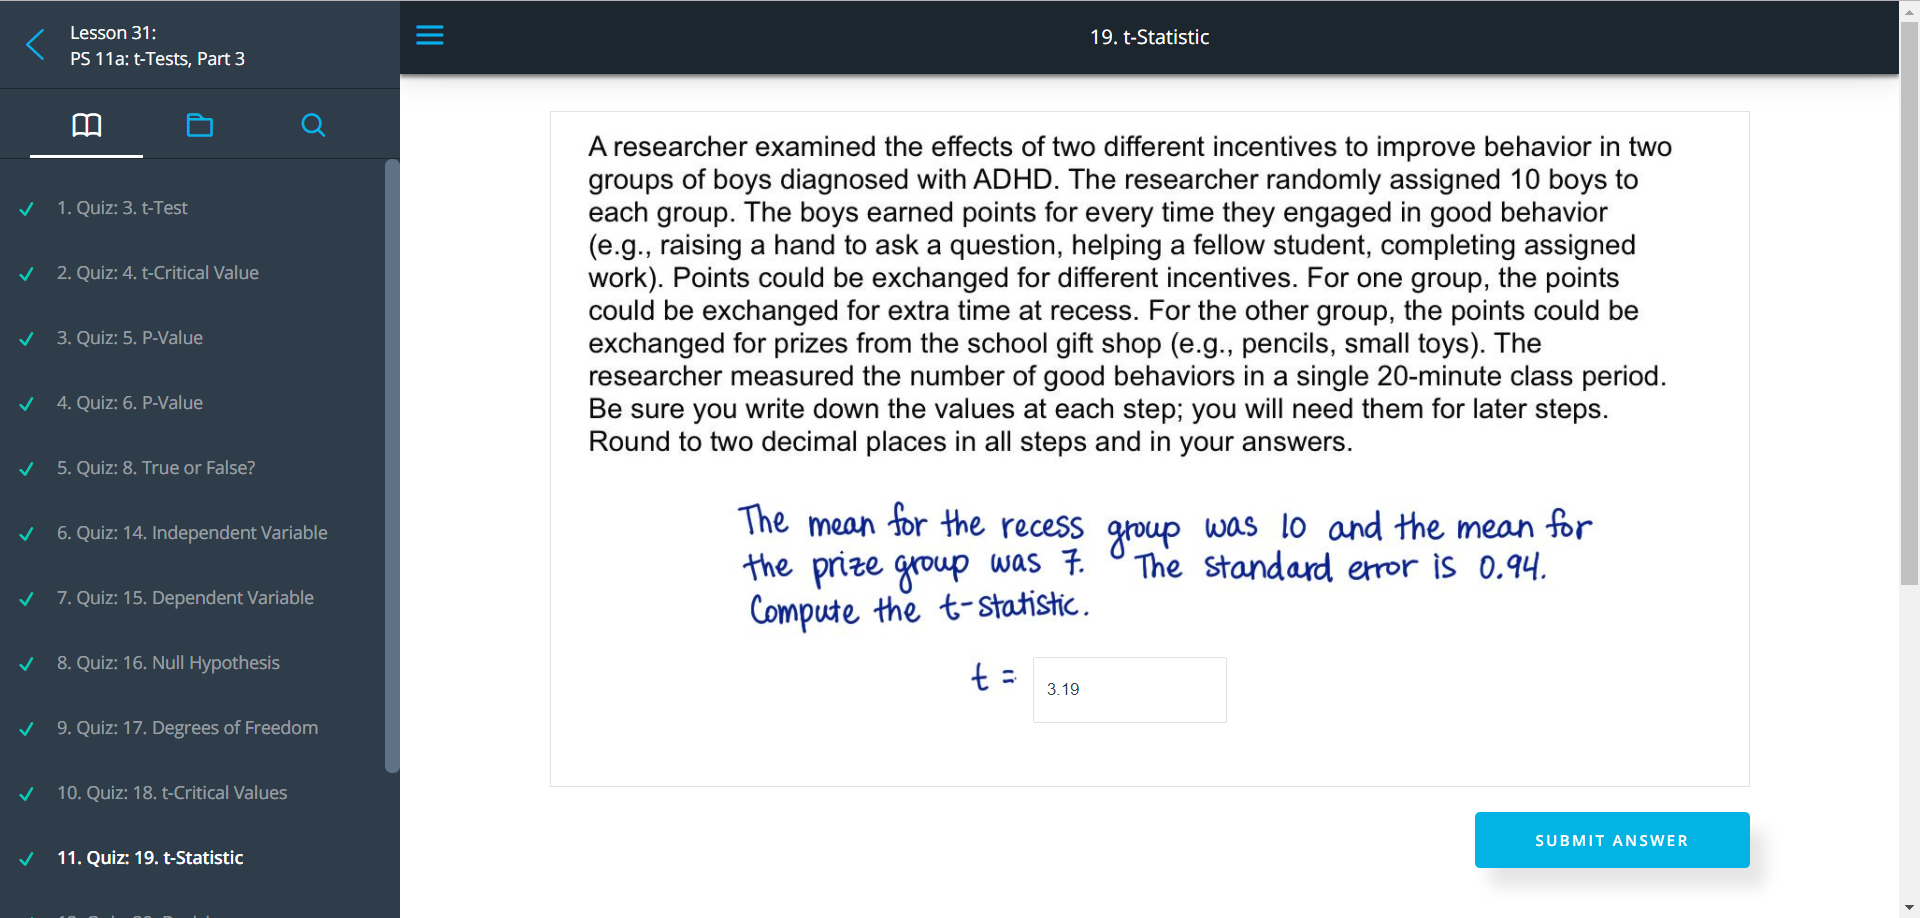 Lesson 31:
PS 11a: t-Tests, Part 3
19. t-Statistic
1. Quiz: 3. t-Test
2. Quiz: 4. t-Critical Value
3. Quiz: 5. P-Value
4. Quiz: 6. P-Value
5. Quiz: 8. True or False?
6. Quiz: 14. Independent Variable
7. Quiz: 15. Dependent Variable
8. Quiz: 16. Null Hypothesis
9. Quiz: 17. Degrees of Freedom
10. Quiz: 18. t-Critical Values
11. Quiz: 19. t-Statistic
A researcher examined the effects of two different incentives to improve behavior in two
groups of boys diagnosed with ADHD. The researcher randomly assigned 10 boys to
each group. The boys earned points for every time they engaged in good behavior
(e.g., raising a hand to ask a question, helping a fellow student, completing assigned
work). Points could be exchanged for different incentives. For one group, the points
could be exchanged for extra time at recess. For the other group, the points could be
exchanged for prizes from the school gift shop (e.g., pencils, small toys). The
researcher measured the number of good behaviors in a single 20-minute class period.
Be sure you write down the values at each step; you will need them for later steps.
Round to two decimal places in all steps and in your answers.
The mean for the recess group was 10 and the mean for
the prize group was 7. The standard error is 0.94.
Compute the t-statistic.
t = 3.19
SUBMIT ANSWER